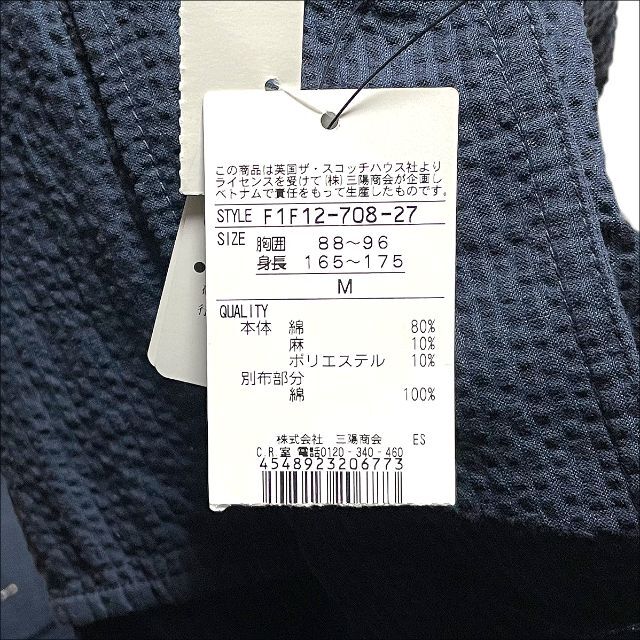 この商品は英国ザ・スコッチハウス社より
ライセンスを受けて(株)三陽商会が企画し
ベトナムで責任をもって生産したものです。
STYLE F1F12-708-27
SIZE 胸囲 88〜96
身長 165〜175
M
QUALITY
本体 綿 80%
麻 10%
ポリエステル 10%
別布部分
綿 100%
株式会社 三陽商会 ES
C.R.室 電話0120-340-460
4548923206773